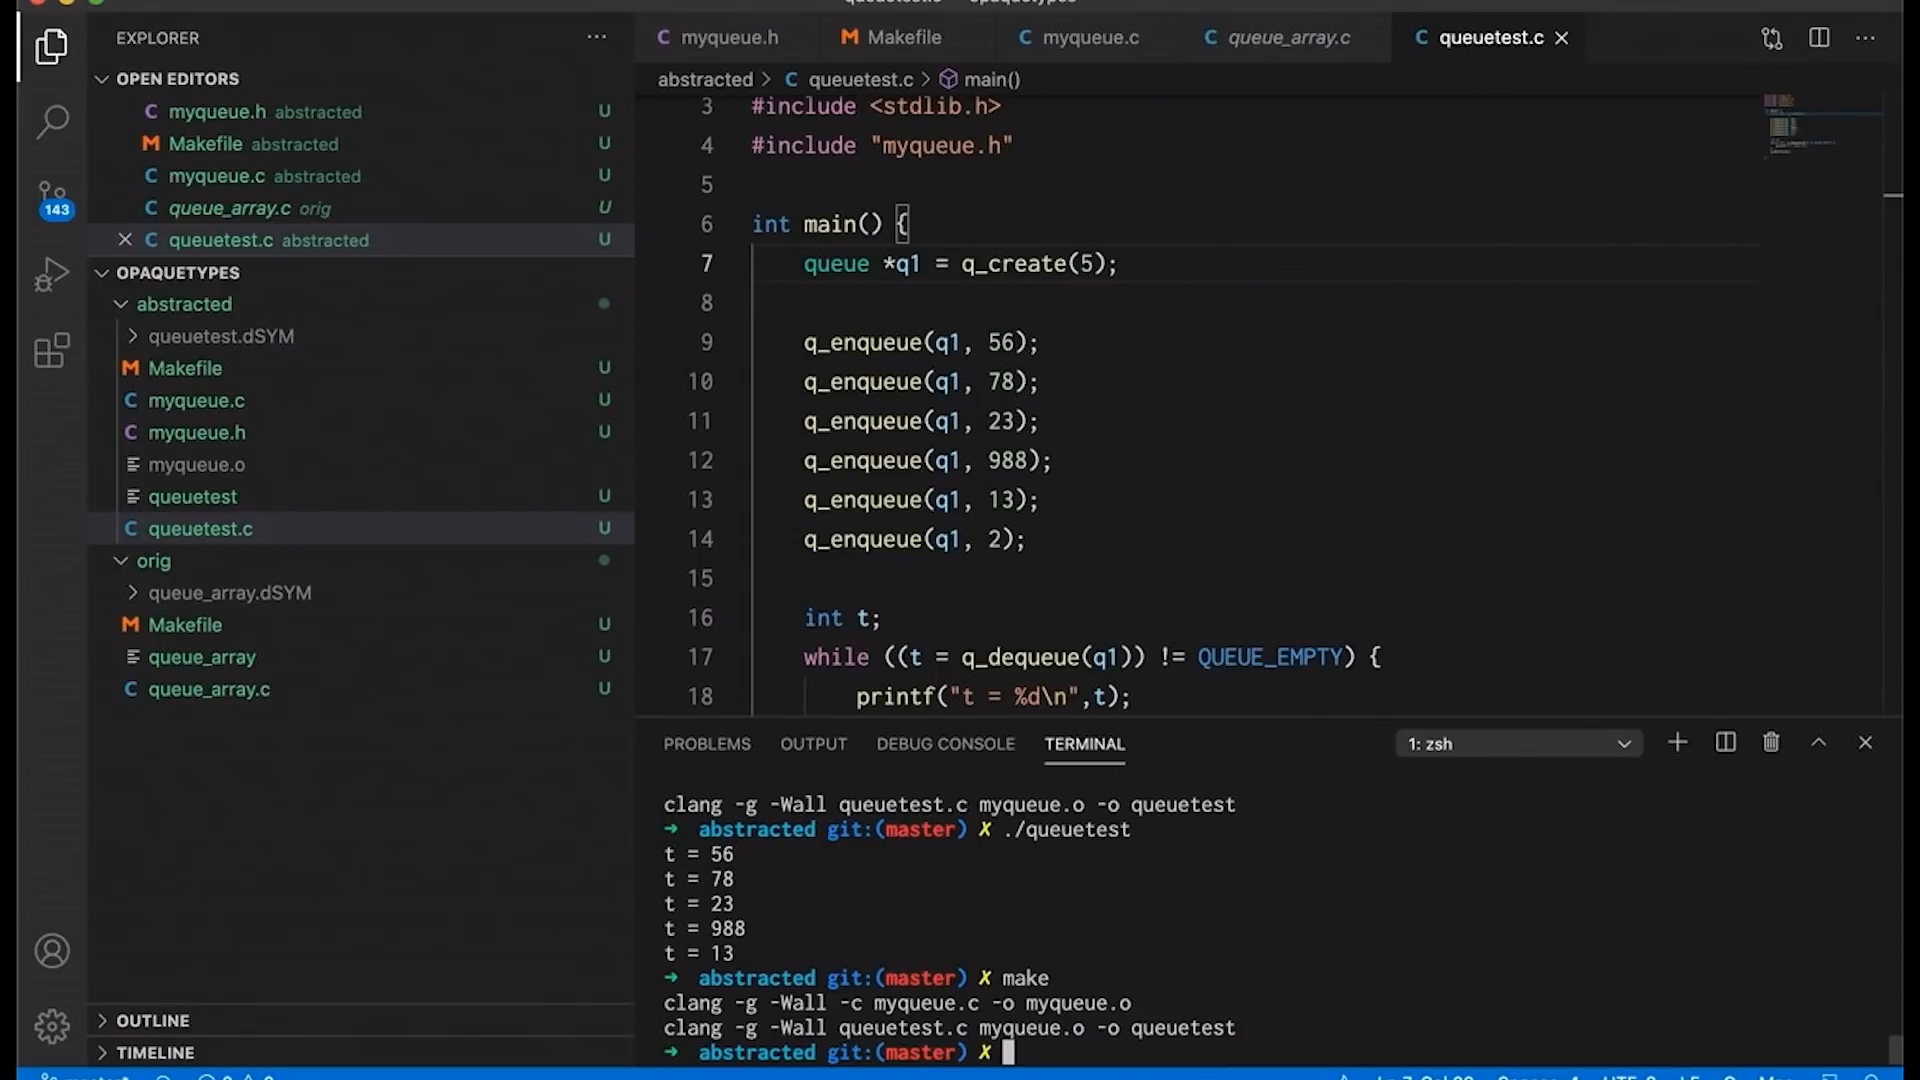 EXPLORER
OPEN EDITORS
myqueue.h abstracted U
Makefile abstracted U
myqueue.c abstracted U
queue_array.c orig U
queuetest.c abstracted U
143
OPAQUETYPES
abstracted
queuetest.dSYM
Makefile U
myqueue.c U
myqueue.h U
myqueue.o
queuetest U
queuetest.c U
orig
queue_array.dSYM
Makefile U
queue_array U
queue_array.c U
OUTLINE
TIMELINE
myqueue.h Makefile myqueue.c queue_array.c queuetest.c
abstracted > C queuetest.c > main()
3 #include <stdlib.h>
4 #include "myqueue.h"
5
6 int main() {
7 queue *q1 = q_create(5);
8
9 q_enqueue(q1, 56);
10 q_enqueue(q1, 78);
11 q_enqueue(q1, 23);
12 q_enqueue(q1, 988);
13 q_enqueue(q1, 13);
14 q_enqueue(q1, 2);
15
16 int t;
17 while ((t = q_dequeue(q1)) != QUEUE_EMPTY) {
18 printf("t = %d\n",t);
PROBLEMS OUTPUT DEBUG CONSOLE TERMINAL 1: zsh
clang -g -Wall queuetest.c myqueue.o -o queuetest
➜ abstracted git:(master) ✗ ./queuetest
t = 56
t = 78
t = 23
t = 988
t = 13
➜ abstracted git:(master) ✗ make
clang -g -Wall -c myqueue.c -o myqueue.o
clang -g -Wall queuetest.c myqueue.o -o queuetest
➜ abstracted git:(master) ✗